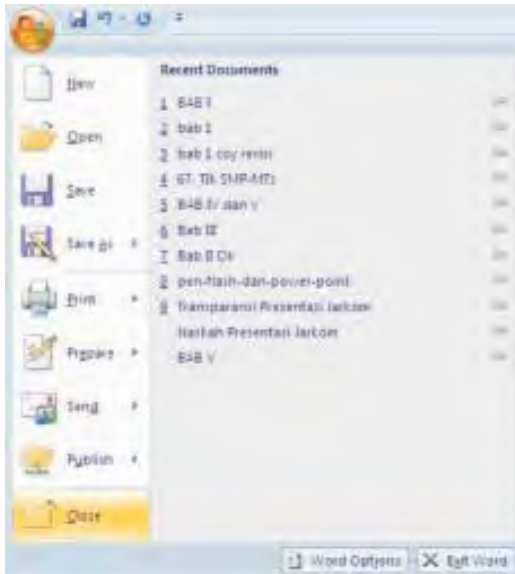 New
Open
Save
Save As
Print
Prepare
Send
Publish
Close
Recent Documents
1 BAB I
2 bab 1
3 bab 1 coy revisi
4 67. TIK SMP-MTs
5 BAB IV dan V
6 Bab III
7 Bab II Ok
8 pen-flash-dan-power-point
9 Transparansi Presentasi Jarkom
Naskah Presentasi Jarkom
BAB V
Word Options
Exit Word